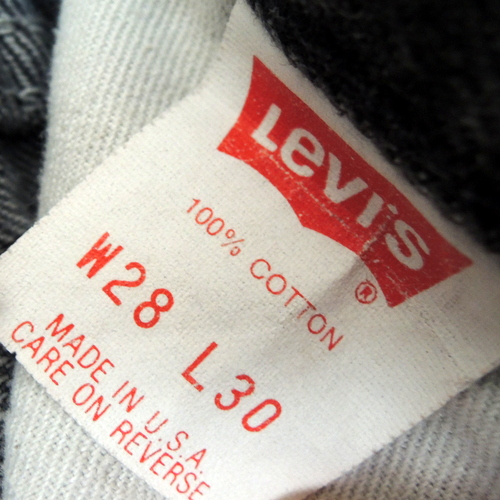 Levi's
®
100% COTTON
W28 L30
MADE IN U.S.A.
CARE ON REVERSE